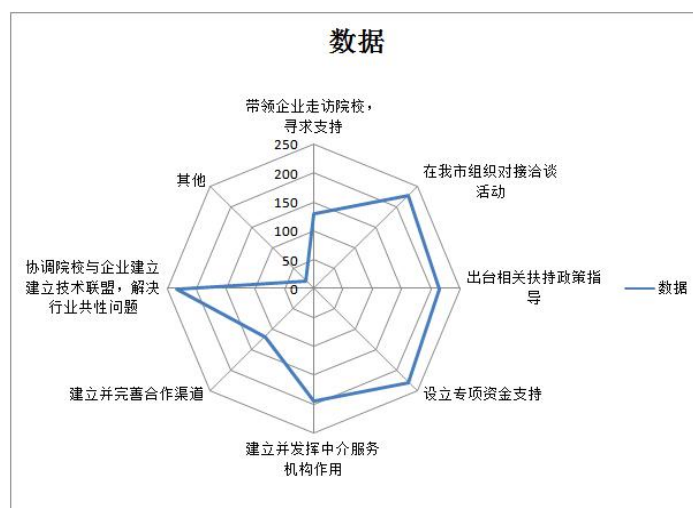 数据
带领企业走访院校,
寻求支持
250
200
150
100
50
0
在我市组织对接洽谈
活动
出台相关扶持政策指
导
设立专项资金支持
建立并发挥中介服务
机构作用
建立并完善合作渠道
协调院校与企业建立
建立技术联盟,解决
行业共性问题
其他
数据